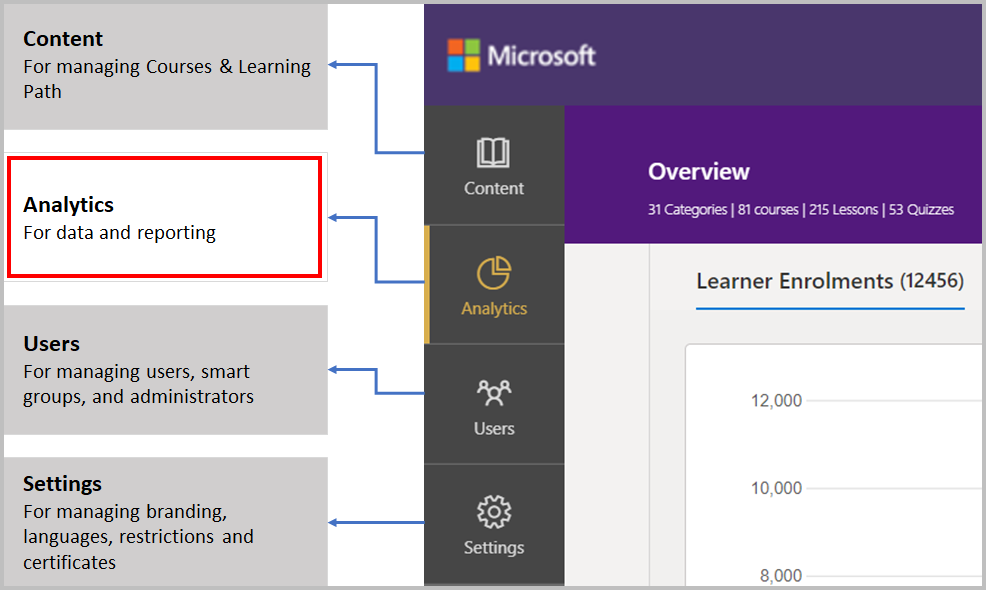 Content
For managing Courses & Learning
Path
Analytics
For data and reporting
Users
For managing users, smart
groups, and administrators
Settings
For managing branding,
languages, restrictions and
certificates
Microsoft
Content
Analytics
Users
Settings
Overview
31 Categories | 81 courses | 215 Lessons | 53 Quizzes
Learner Enrolments (12456)
12,000
10,000
8,000